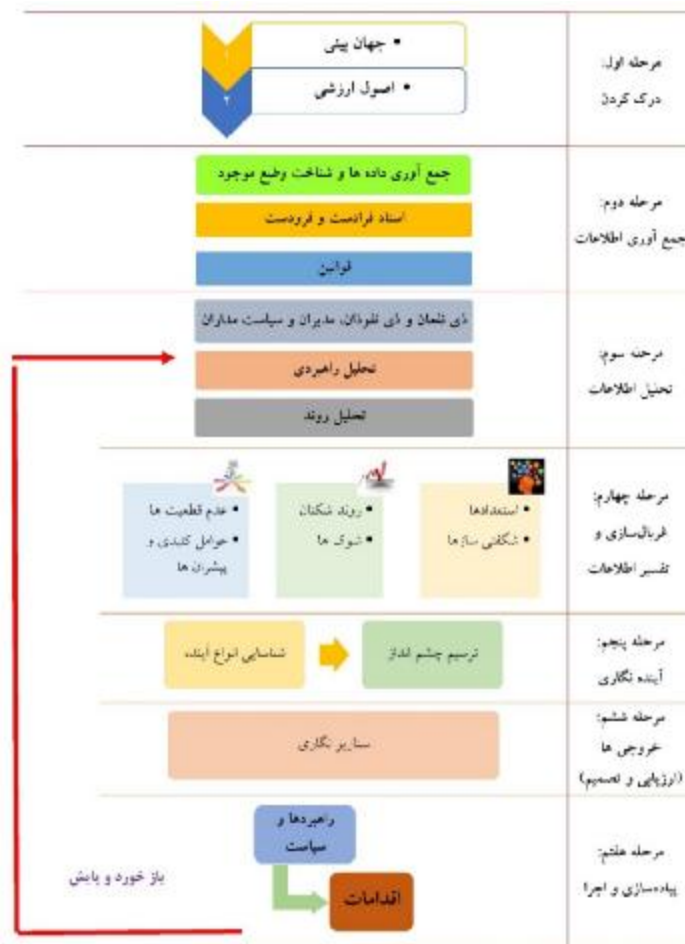 مرحله اول:
درک کردن
۱
• جهان بینی
۲
• اصول ارزشی
مرحله دوم:
جمع آوری اطلاعات
جمع آوری داده ها و شناخت وضع موجود
اسناد فرادست و فرودست
قوانین
مرحله سوم:
تحلیل اطلاعات
ذی نفعان و ذی نفوذان، مدیران و سیاست مداران
تحلیل راهبردی
تحلیل روند
مرحله چهارم:
غربال‌سازی و
تفسیر اطلاعات
• استعدادها
• شگفتی سازها
• روند شکنان
• شوک ها
• عدم قطعیت ها
• عوامل کلیدی و
پیشران ها
مرحله پنجم:
آینده نگاری
ترسیم چشم انداز
شناسایی انواع آینده
مرحله ششم:
خروجی ها
(ارزیابی و تصمیم)
سناریو نگاری
مرحله هفتم:
پیاده‌سازی و اجرا
راهبردها و
سیاست
اقدامات
باز خورد و پایش